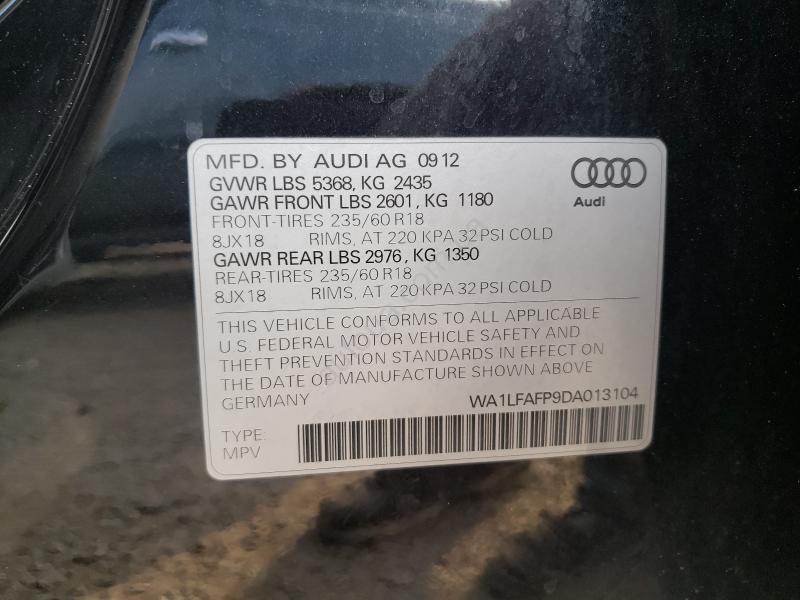 MFD. BY AUDI AG 09 12
GVWR LBS 5368, KG 2435
GAWR FRONT LBS 2601, KG 1180
FRONT-TIRES 235/60 R18
8JX18 RIMS, AT 220 KPA 32 PSI COLD
GAWR REAR LBS 2976, KG 1350
REAR-TIRES 235/60 R18
8JX18 RIMS, AT 220 KPA 32 PSI COLD
Audi
THIS VEHICLE CONFORMS TO ALL APPLICABLE
U.S. FEDERAL MOTOR VEHICLE SAFETY AND
THEFT PREVENTION STANDARDS IN EFFECT ON
THE DATE OF MANUFACTURE SHOWN ABOVE
GERMANY WA1LFAFP9DA013104
TYPE:
MPV